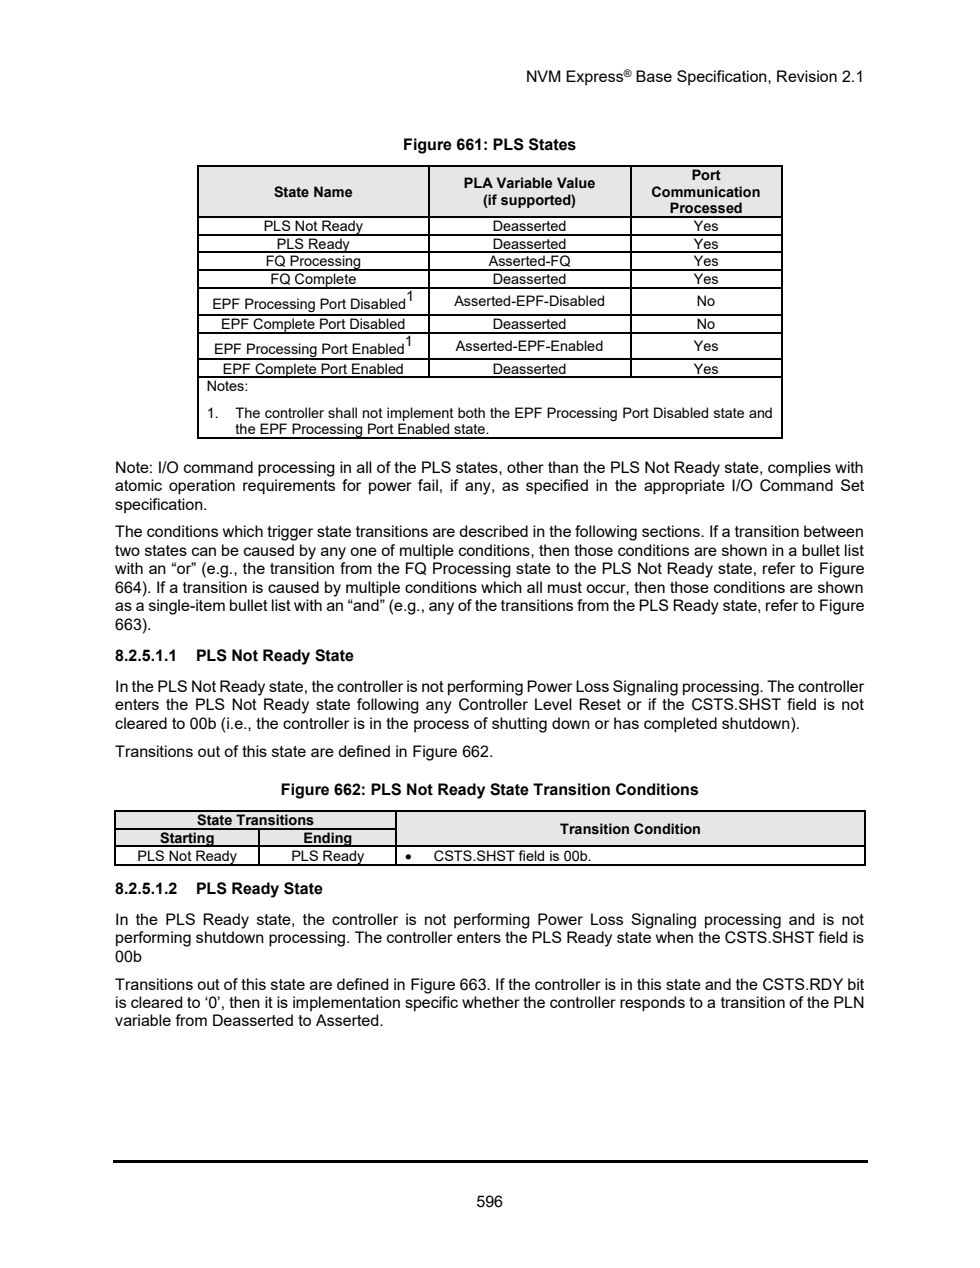 NVM Express® Base Specification, Revision 2.1
Figure 661: PLS States
State Name PLA Variable Value (if supported) Port Communication Processed
PLS Not Ready Deasserted Yes
PLS Ready Deasserted Yes
FQ Processing Asserted-FQ Yes
FQ Complete Deasserted Yes
EPF Processing Port Disabled1 Asserted-EPF-Disabled No
EPF Complete Port Disabled Deasserted No
EPF Processing Port Enabled1 Asserted-EPF-Enabled Yes
EPF Complete Port Enabled Deasserted Yes
Notes:
1. The controller shall not implement both the EPF Processing Port Disabled state and
the EPF Processing Port Enabled state.
Note: I/O command processing in all of the PLS states, other than the PLS Not Ready state, complies with
atomic operation requirements for power fail, if any, as specified in the appropriate I/O Command Set
specification.
The conditions which trigger state transitions are described in the following sections. If a transition between
two states can be caused by any one of multiple conditions, then those conditions are shown in a bullet list
with an “or” (e.g., the transition from the FQ Processing state to the PLS Not Ready state, refer to Figure
664). If a transition is caused by multiple conditions which all must occur, then those conditions are shown
as a single-item bullet list with an “and” (e.g., any of the transitions from the PLS Ready state, refer to Figure
663).
8.2.5.1.1 PLS Not Ready State
In the PLS Not Ready state, the controller is not performing Power Loss Signaling processing. The controller
enters the PLS Not Ready state following any Controller Level Reset or if the CSTS.SHST field is not
cleared to 00b (i.e., the controller is in the process of shutting down or has completed shutdown).
Transitions out of this state are defined in Figure 662.
Figure 662: PLS Not Ready State Transition Conditions
State Transitions Transition Condition
Starting Ending
PLS Not Ready PLS Ready • CSTS.SHST field is 00b.
8.2.5.1.2 PLS Ready State
In the PLS Ready state, the controller is not performing Power Loss Signaling processing and is not
performing shutdown processing. The controller enters the PLS Ready state when the CSTS.SHST field is
00b
Transitions out of this state are defined in Figure 663. If the controller is in this state and the CSTS.RDY bit
is cleared to ‘0’, then it is implementation specific whether the controller responds to a transition of the PLN
variable from Deasserted to Asserted.
596